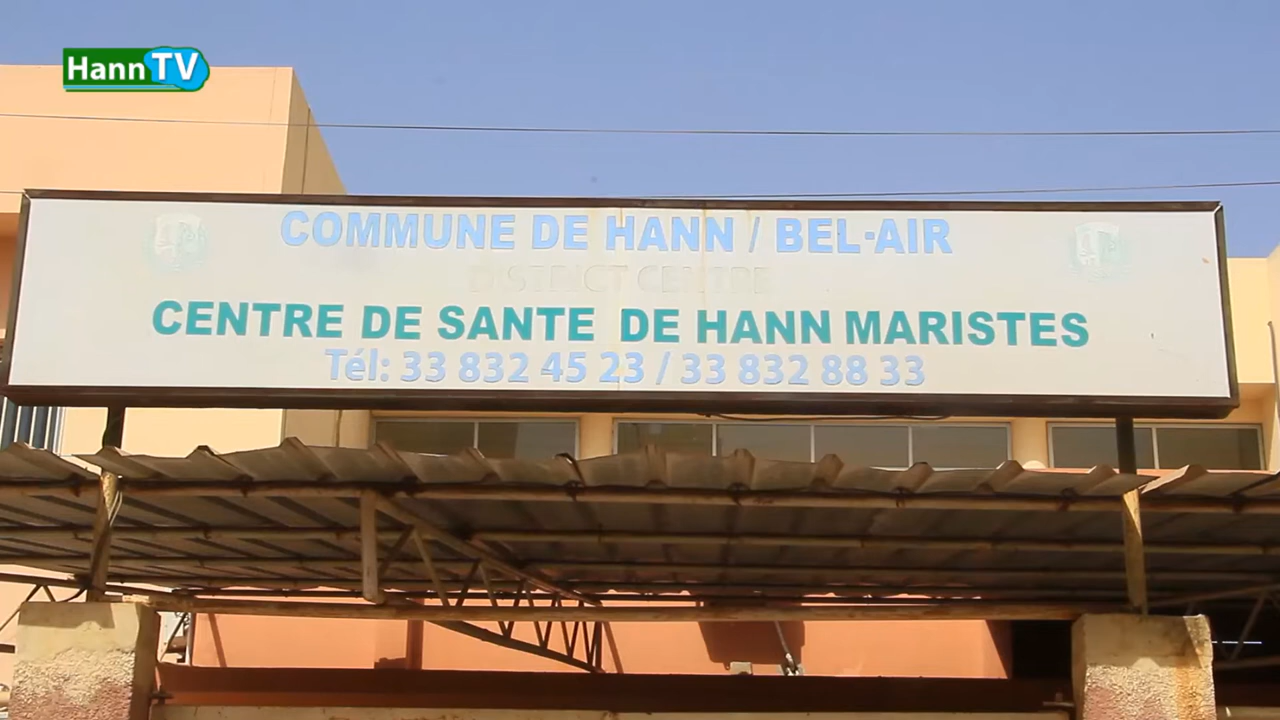 HannTV
COMMUNE DE HANN / BEL-AIR
DISTRICT CENTRE
CENTRE DE SANTE DE HANN MARISTES
Tél: 33 832 45 23 / 33 832 88 33